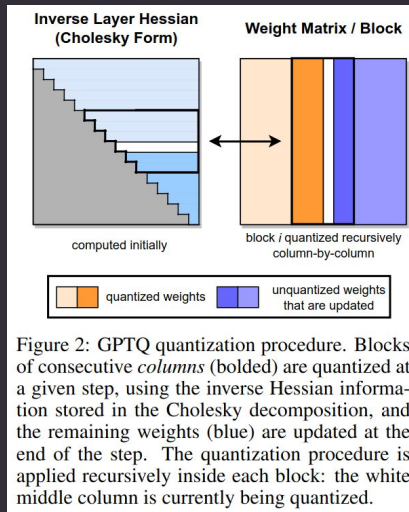 Inverse Layer Hessian
(Cholesky Form)
Weight Matrix / Block
computed initially
block i quantized recursively
column-by-column
quantized weights
unquantized weights
that are updated
Figure 2: GPTQ quantization procedure. Blocks
of consecutive columns (bolded) are quantized at
a given step, using the inverse Hessian informa-
tion stored in the Cholesky decomposition, and
the remaining weights (blue) are updated at the
end of the step. The quantization procedure is
applied recursively inside each block: the white
middle column is currently being quantized.